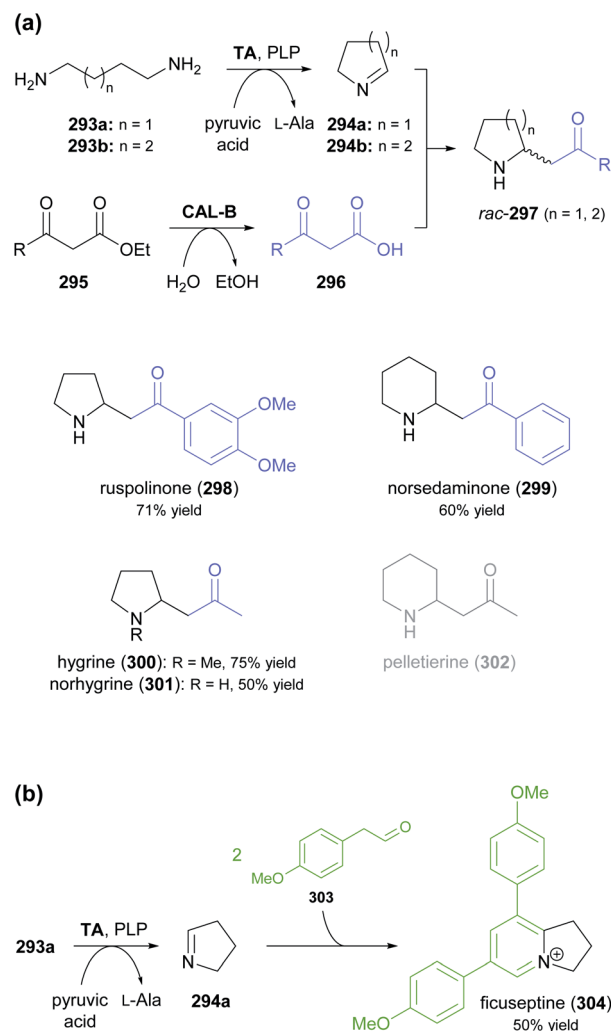 (a)
H2N
( )n
NH2
TA, PLP
pyruvic
acid
L-Ala
293a: n = 1
293b: n = 2
( )n
N
294a: n = 1
294b: n = 2
( )n
O
N
H
R
rac-297 (n = 1, 2)
O O
R OEt
295
CAL-B
H2O EtOH
O O
R OH
296
O
N
H
OMe
OMe
ruspolinone (298)
71% yield
O
N
H
norsedaminone (299)
60% yield
O
N
R
hygrine (300): R = Me, 75% yield
norhygrine (301): R = H, 50% yield
O
N
H
pelletierine (302)
(b)
293a
TA, PLP
pyruvic
acid
L-Ala
N
294a
2
O
MeO
303
OMe
N
⊕
MeO
ficuseptine (304)
50% yield